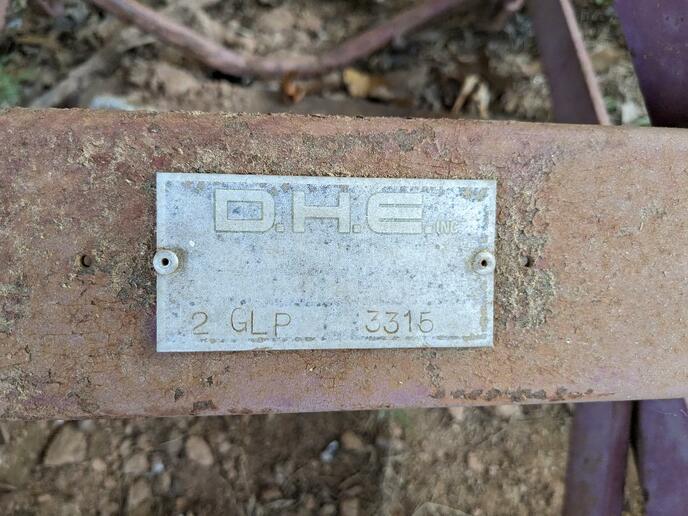 D.H.E. INC
2 GLP 3315